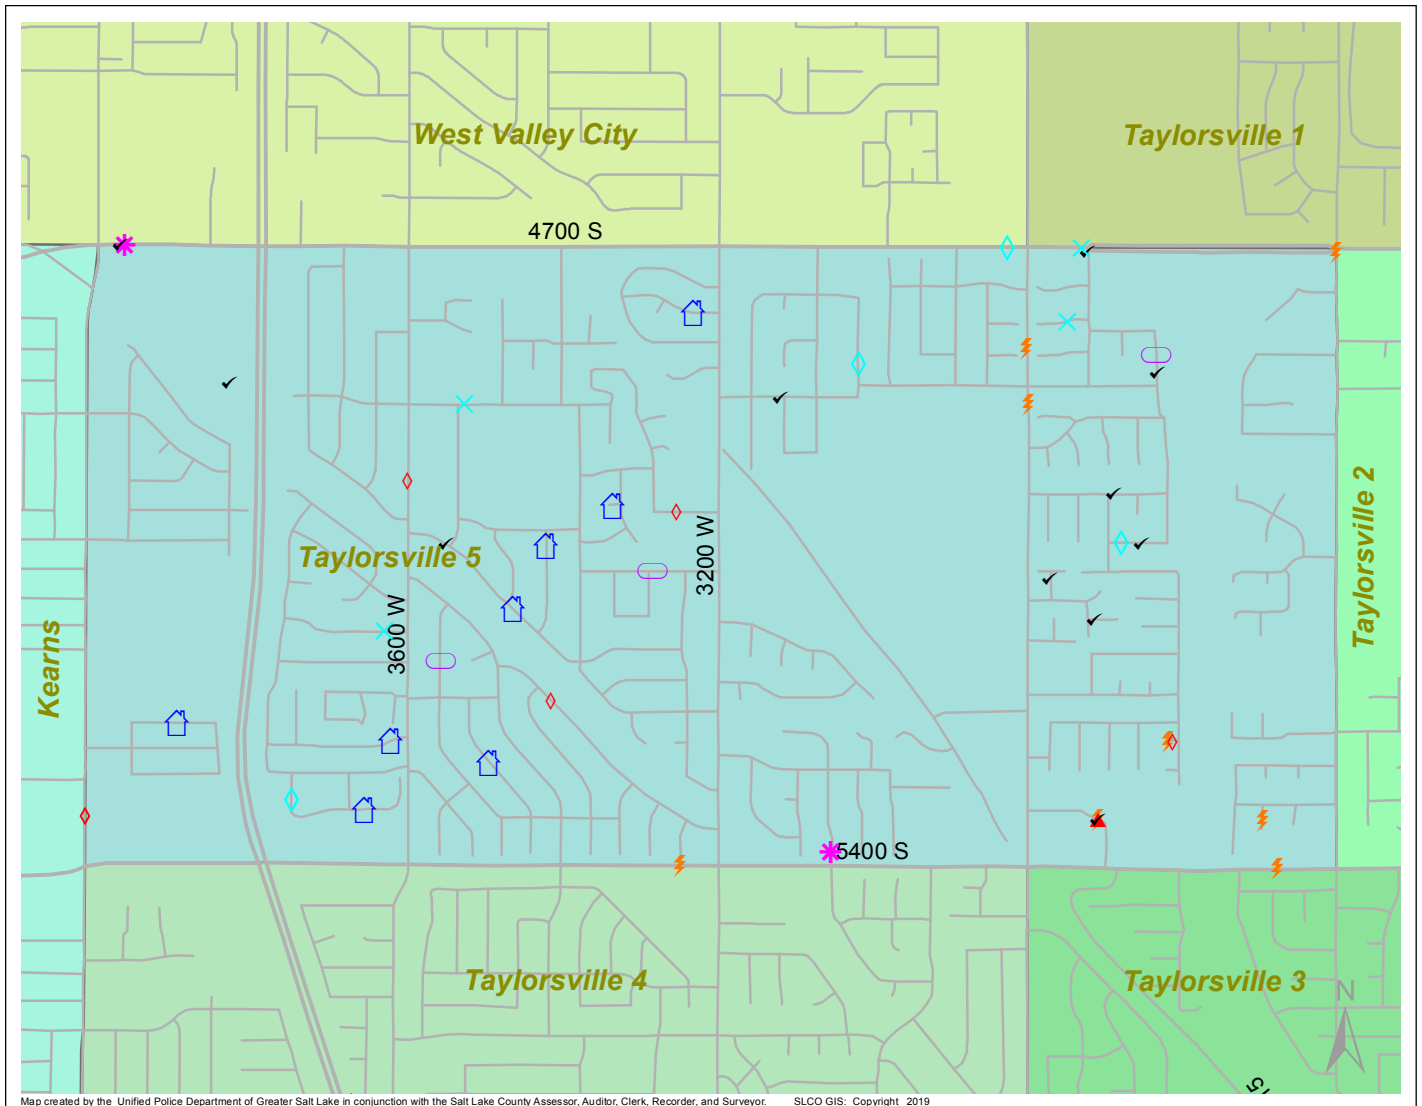 West Valley City
Taylorsville 1
4700 S
Taylorsville 2
Taylorsville 5
3200 W
3600 W
Kearns
5400 S
Taylorsville 4
Taylorsville 3
N
15
Map created by the Unified Police Department of Greater Salt Lake in conjunction with the Salt Lake County Assessor, Auditor, Clerk, Recorder, and Surveyor. SLCO GIS: Copyright 2019